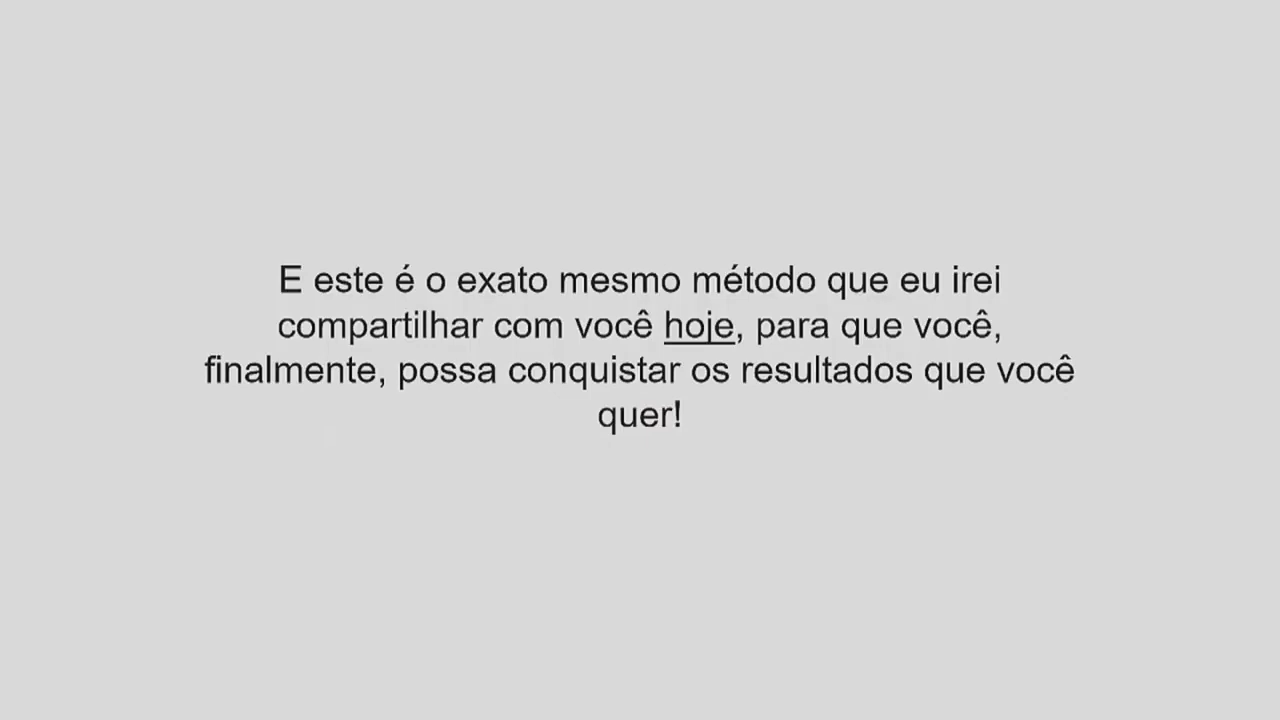 E este é o exato mesmo método que eu irei
compartilhar com você hoje, para que você,
finalmente, possa conquistar os resultados que você
quer!